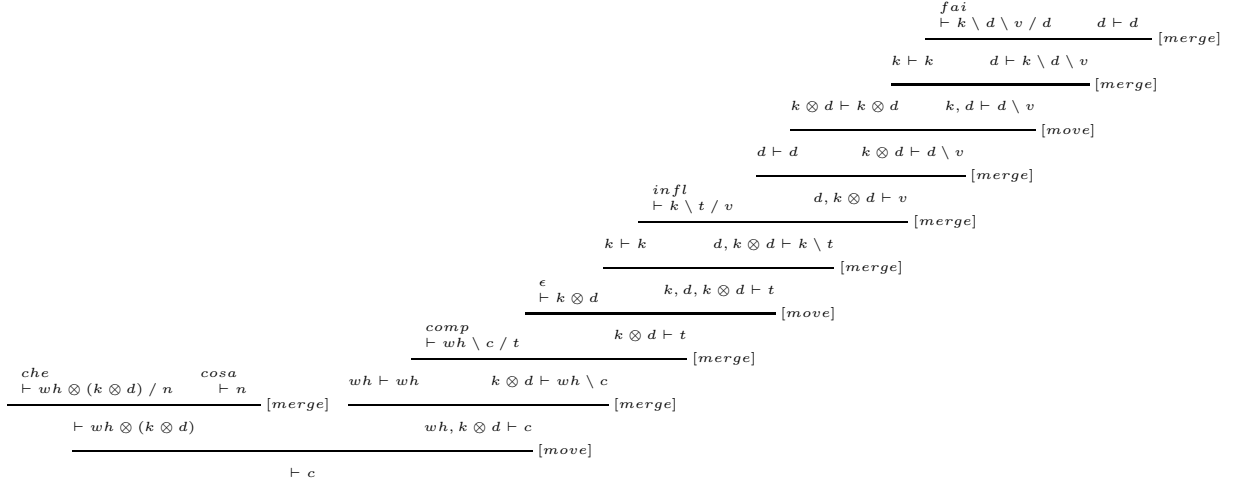 fai
⊢ k \ d \ v / d    d ⊢ d    [merge]
k ⊢ k    d ⊢ k \ d \ v    [merge]
k ⊗ d ⊢ k ⊗ d    k, d ⊢ d \ v    [move]
d ⊢ d    k ⊗ d ⊢ d \ v    [merge]
infl
⊢ k \ t / v    d, k ⊗ d ⊢ v    [merge]
k ⊢ k    d, k ⊗ d ⊢ k \ t    [merge]
ϵ
⊢ k ⊗ d    k, d, k ⊗ d ⊢ t    [move]
comp
⊢ wh \ c / t    k ⊗ d ⊢ t    [merge]
che    cosa
⊢ wh ⊗ (k ⊗ d) / n    ⊢ n    [merge]    wh ⊢ wh    k ⊗ d ⊢ wh \ c    [merge]
⊢ wh ⊗ (k ⊗ d)    wh, k ⊗ d ⊢ c    [move]
⊢ c